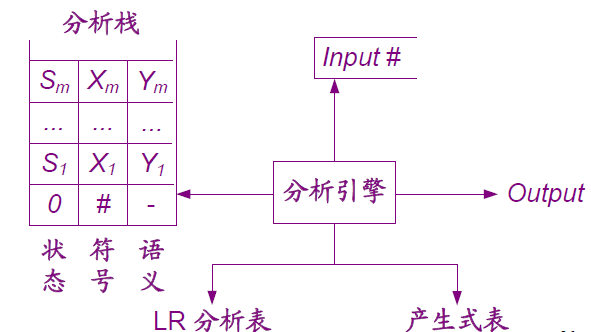 分析栈
Input #
Sm Xm Ym
... ... ...
S1 X1 Y1
0 # -
分析引擎
Output
状态 符号 语义
LR 分析表
产生式表